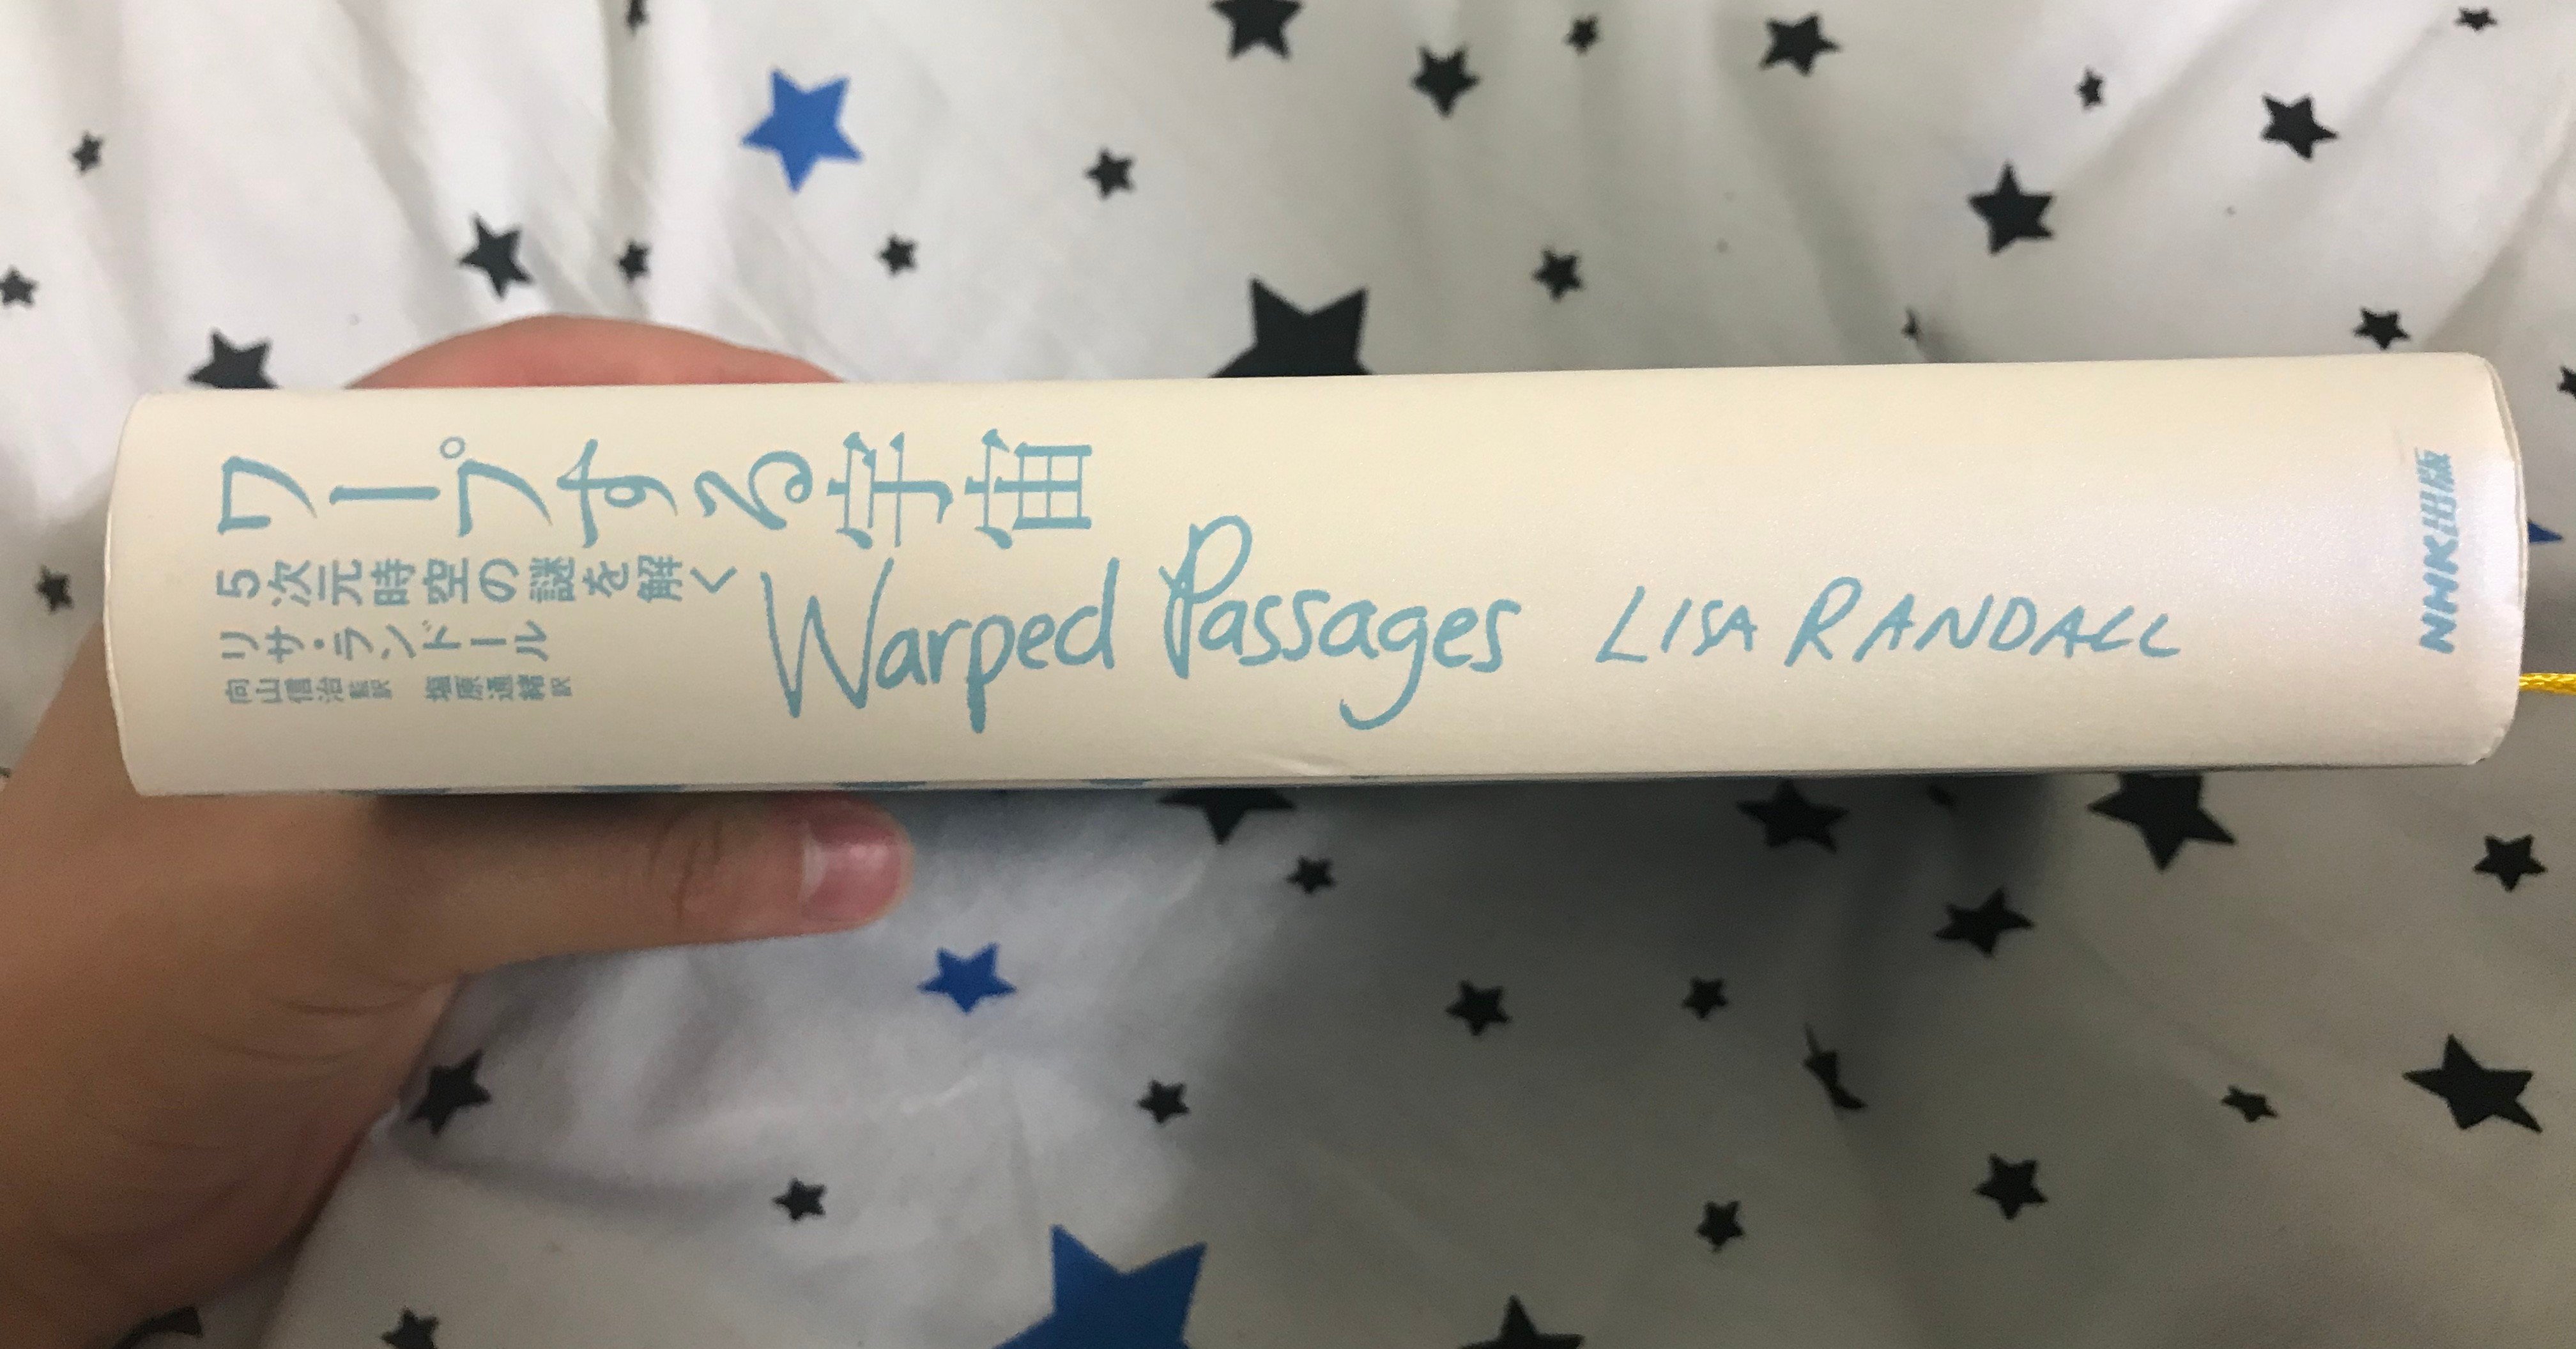 ワープする宇宙
5次元時空の謎を解く
リサ・ランドール
向山信治 監訳 塩原通緒 訳
Warped Passages LISA RANDALL
NHK出版